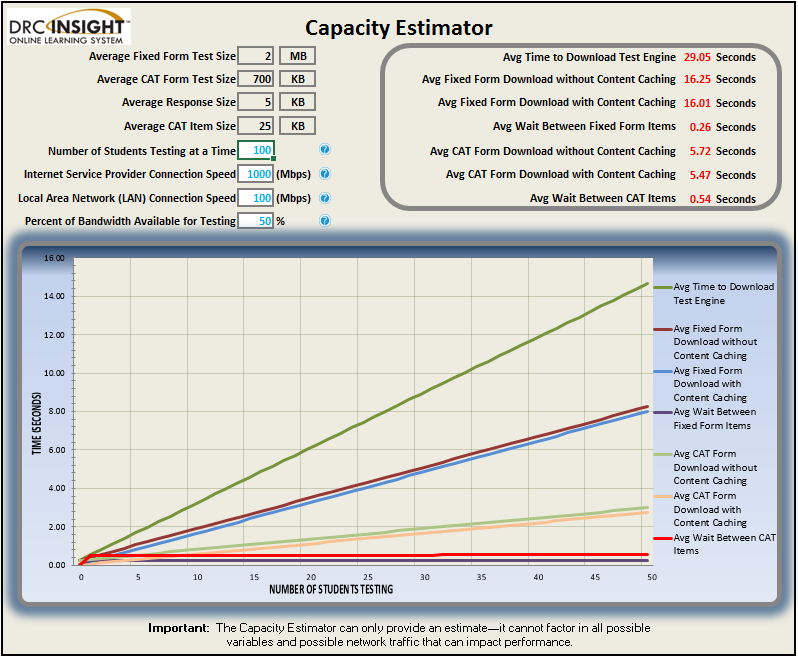 DRC INSIGHT™
ONLINE LEARNING SYSTEM
Capacity Estimator
Average Fixed Form Test Size 2 MB
Average CAT Form Test Size 700 KB
Average Response Size 5 KB
Average CAT Item Size 25 KB
Number of Students Testing at a Time 100 ?
Internet Service Provider Connection Speed 1000 (Mbps) ?
Local Area Network (LAN) Connection Speed 100 (Mbps) ?
Percent of Bandwidth Available for Testing 50 % ?
Avg Time to Download Test Engine 29.05 Seconds
Avg Fixed Form Download without Content Caching 16.25 Seconds
Avg Fixed Form Download with Content Caching 16.01 Seconds
Avg Wait Between Fixed Form Items 0.26 Seconds
Avg CAT Form Download without Content Caching 5.72 Seconds
Avg CAT Form Download with Content Caching 5.47 Seconds
Avg Wait Between CAT Items 0.54 Seconds
TIME (SECONDS)
16.00
14.00
12.00
10.00
8.00
6.00
4.00
2.00
0.00
0 5 10 15 20 25 30 35 40 45 50
NUMBER OF STUDENTS TESTING
Avg Time to Download
Test Engine
Avg Fixed Form
Download without
Content Caching
Avg Fixed Form
Download with
Content Caching
Avg Wait Between
Fixed Form Items
Avg CAT Form
Download without
Content Caching
Avg CAT Form
Download with
Content Caching
Avg Wait Between CAT
Items
Important: The Capacity Estimator can only provide an estimate—it cannot factor in all possible
variables and possible network traffic that can impact performance.